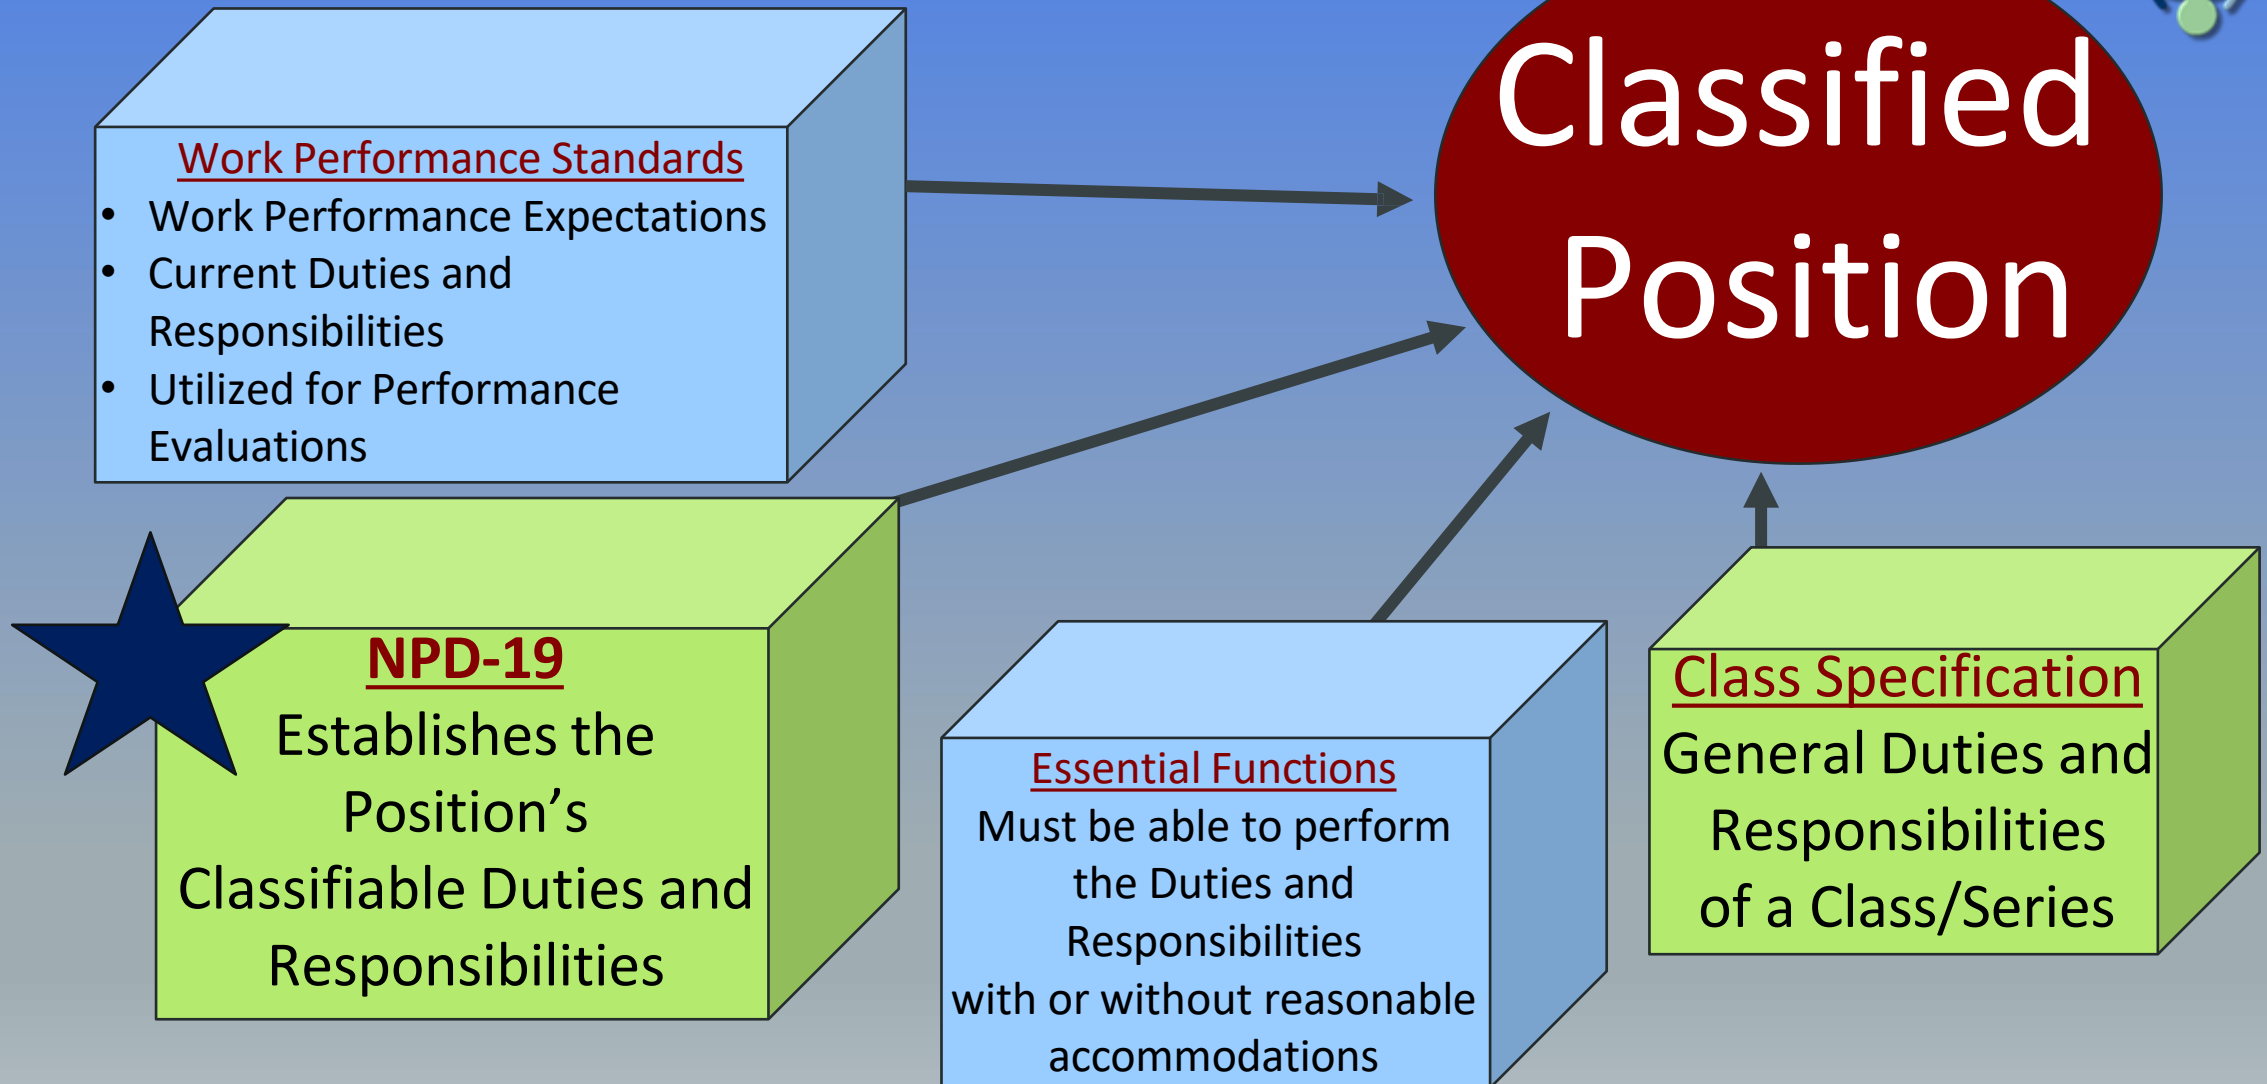 Classified
Position
Work Performance Standards
• Work Performance Expectations
• Current Duties and
Responsibilities
• Utilized for Performance
Evaluations
NPD-19
Establishes the
Position’s
Classifiable Duties and
Responsibilities
Essential Functions
Must be able to perform
the Duties and
Responsibilities
with or without reasonable
accommodations
Class Specification
General Duties and
Responsibilities
of a Class/Series